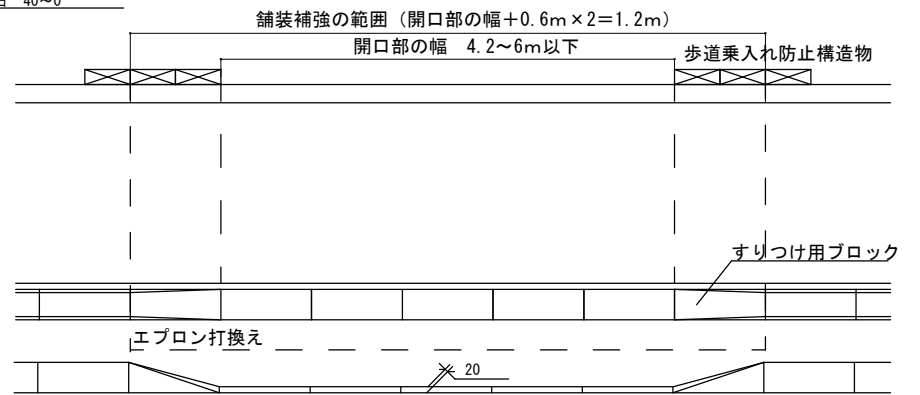 40~0
舗装補強の範囲（開口部の幅+0.6m×2=1.2m）
開口部の幅 4.2~6m以下
歩道乗入れ防止構造物
すりつけ用ブロック
エプロン打換え
20